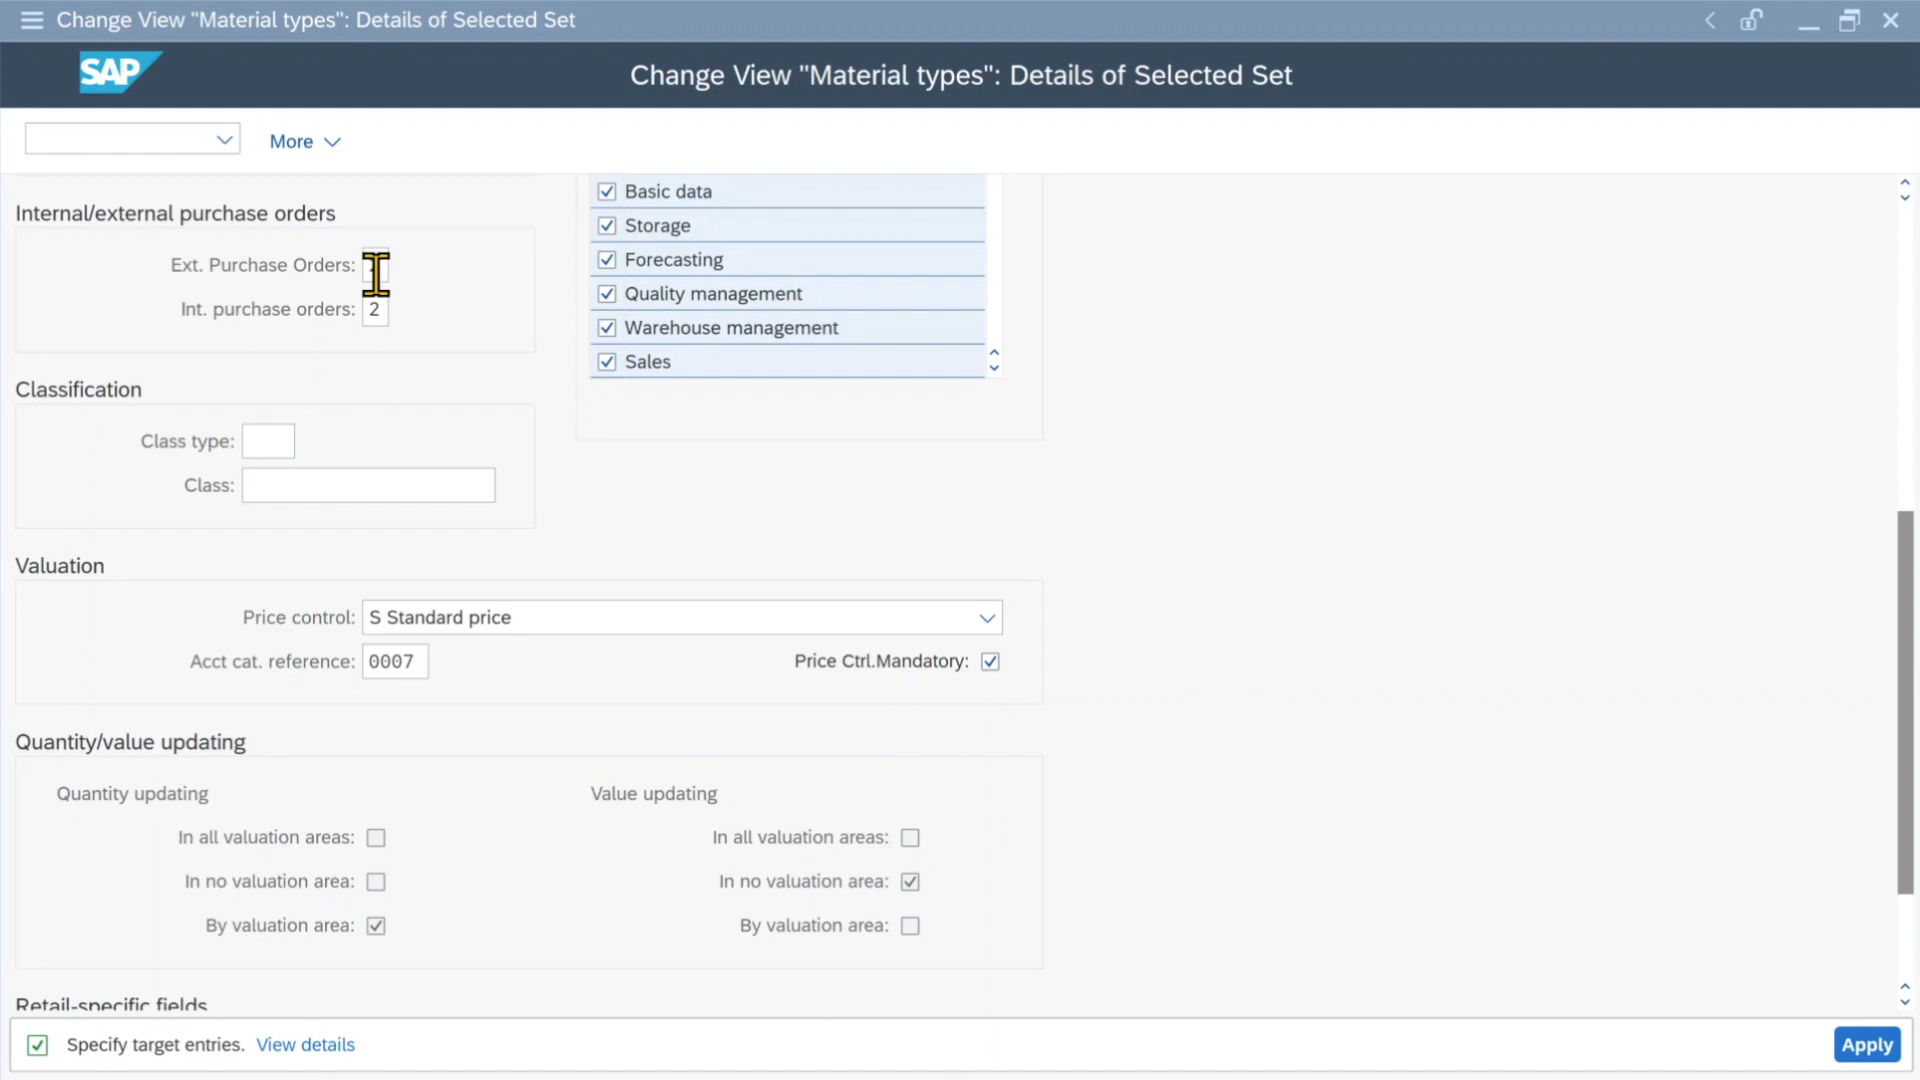 Change View "Material types": Details of Selected Set
SAP
Change View "Material types": Details of Selected Set
More
Internal/external purchase orders
Ext. Purchase Orders:
Int. purchase orders: 2
Basic data
Storage
Forecasting
Quality management
Warehouse management
Sales
Classification
Class type:
Class:
Valuation
Price control: S Standard price
Acct cat. reference: 0007 Price Ctrl.Mandatory:
Quantity/value updating
Quantity updating Value updating
In all valuation areas: In all valuation areas:
In no valuation area: In no valuation area:
By valuation area: By valuation area:
Retail-specific fields
Specify target entries. View details
Apply